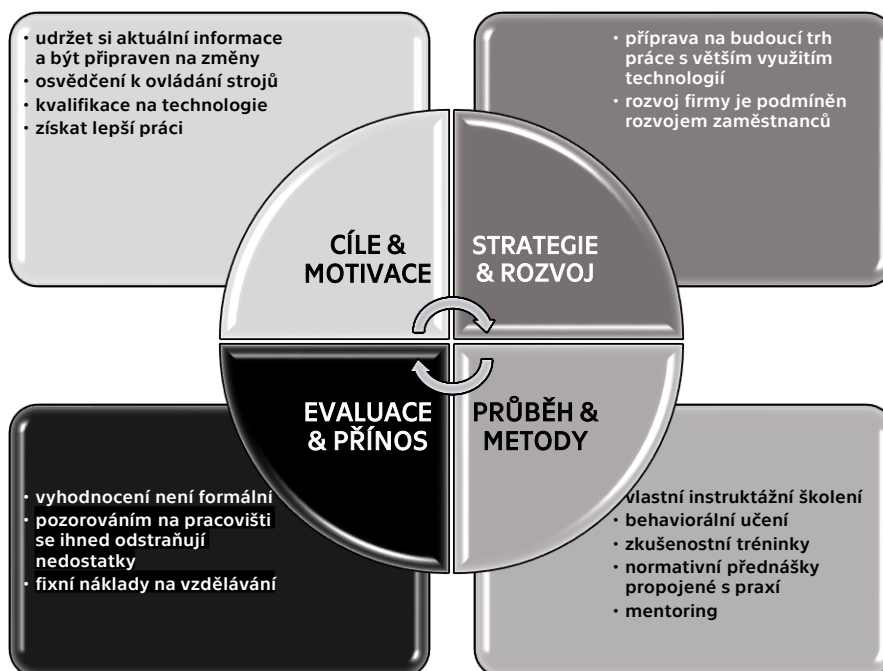 • udržet si aktuální informace
a být připraven na změny
• osvědčení k ovládání strojů
• kvalifikace na technologie
• získat lepší práci
• příprava na budoucí trh
práce s větším využitím
technologií
• rozvoj firmy je podmíněn
rozvojem zaměstnanců
CÍLE &
MOTIVACE
STRATEGIE
& ROZVOJ
EVALUACE
& PŘÍNOS
PRŮBĚH &
METODY
• vyhodnocení není formální
• pozorováním na pracovišti
se ihned odstraňují
nedostatky
• fixní náklady na vzdělávání
vlastní instruktážní školení
• behaviorální učení
• zkušenostní tréninky
• normativní přednášky
propojené s praxí
• mentoring